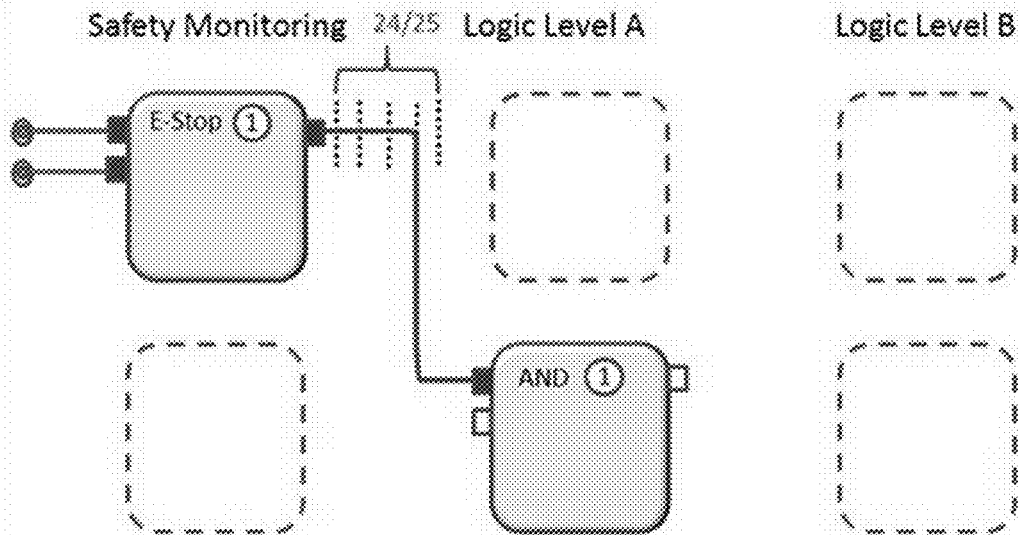 Safety Monitoring 24/25 Logic Level A Logic Level B
E-Stop 1
AND 1